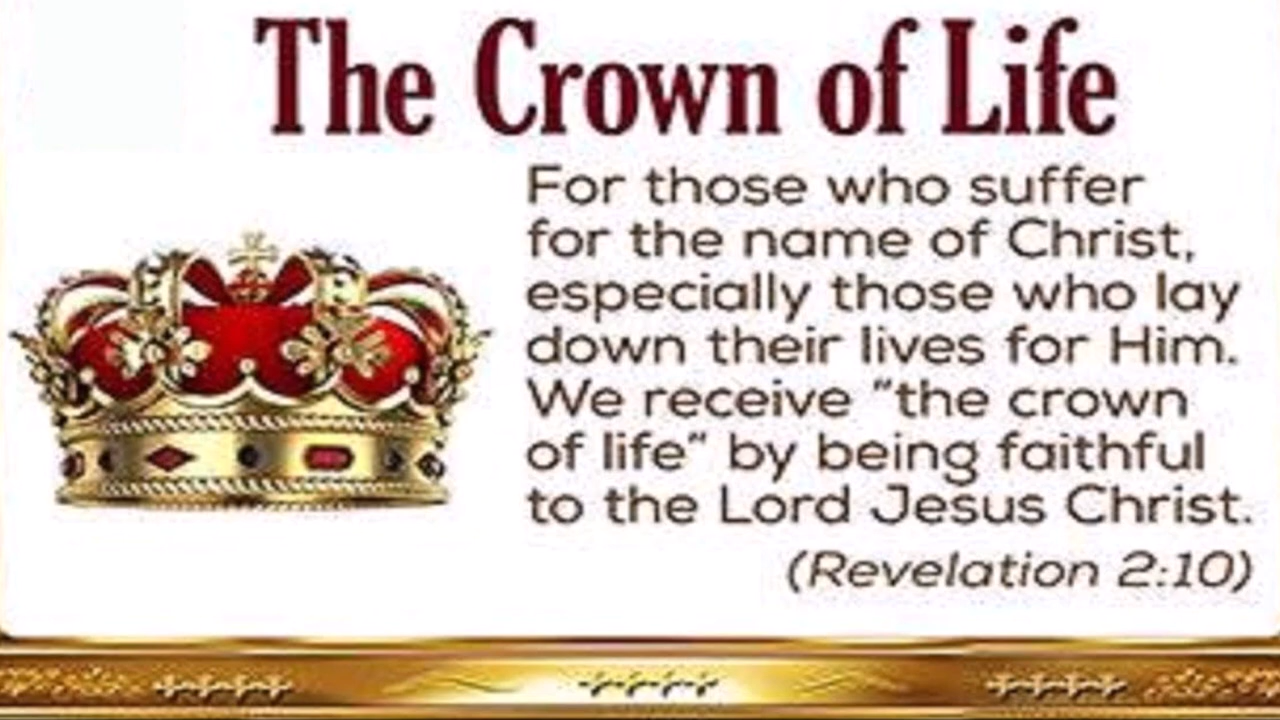 The Crown of Life
For those who suffer
for the name of Christ,
especially those who lay
down their lives for Him.
We receive “the crown
of life” by being faithful
to the Lord Jesus Christ.
(Revelation 2:10)